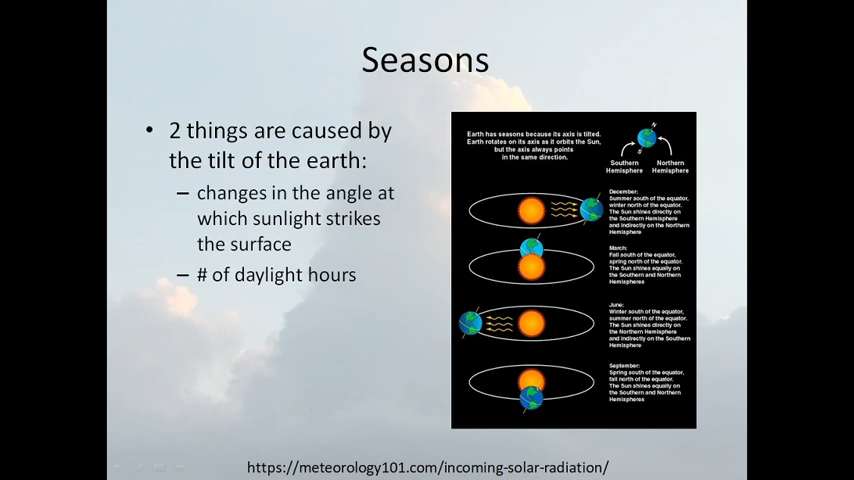 Seasons
• 2 things are caused by
the tilt of the earth:
– changes in the angle at
which sunlight strikes
the surface
– # of daylight hours
Earth has seasons because its axis is tilted.
Earth rotates on its axis as it orbits the Sun,
but the axis always points
in the same direction.
N
S
Southern
Hemisphere
Northern
Hemisphere
December:
Summer south of the equator,
winter north of the equator.
The Sun shines directly on
the Southern Hemisphere
and indirectly on the Northern
Hemisphere
March:
Fall south of the equator,
spring north of the equator.
The Sun shines equally on
the Southern and Northern
Hemispheres
June:
Winter south of the equator,
summer north of the equator.
The Sun shines directly on
the Northern Hemisphere
and indirectly on the Southern
Hemisphere
September:
Spring south of the equator,
fall north of the equator.
The Sun shines equally on
the Southern and Northern
Hemispheres
https://meteorology101.com/incoming-solar-radiation/